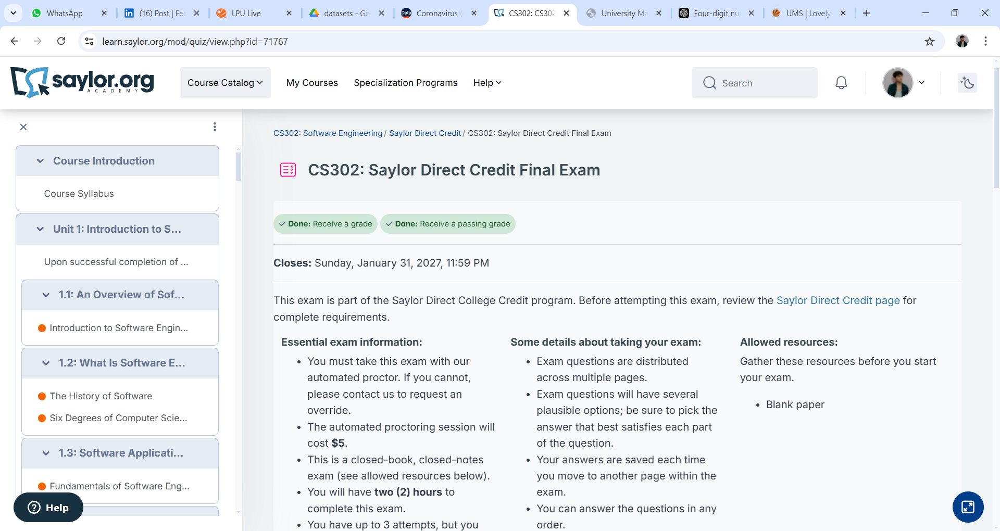 WhatsApp
(16) Post | Fe
LPU Live
datasets - Go
Coronavirus (
CS302: CS302
University Ma
Four-digit nu
UMS | Lovely
learn.saylor.org/mod/quiz/view.php?id=71767
saylor.org
ACADEMY
Course Catalog
My Courses
Specialization Programs
Help
Search
Course Introduction
Course Syllabus
Unit 1: Introduction to S...
Upon successful completion of ...
1.1: An Overview of Sof...
Introduction to Software Engin...
1.2: What Is Software E...
The History of Software
Six Degrees of Computer Scie...
1.3: Software Applicati...
Fundamentals of Software Eng...
Help
CS302: Software Engineering / Saylor Direct Credit / CS302: Saylor Direct Credit Final Exam
CS302: Saylor Direct Credit Final Exam
Done: Receive a grade
Done: Receive a passing grade
Closes: Sunday, January 31, 2027, 11:59 PM
This exam is part of the Saylor Direct College Credit program. Before attempting this exam, review the Saylor Direct Credit page for
complete requirements.
Essential exam information:
• You must take this exam with our
automated proctor. If you cannot,
please contact us to request an
override.
• The automated proctoring session will
cost $5.
• This is a closed-book, closed-notes
exam (see allowed resources below).
• You will have two (2) hours to
complete this exam.
• You have up to 3 attempts, but you
Some details about taking your exam:
• Exam questions are distributed
across multiple pages.
• Exam questions will have several
plausible options; be sure to pick the
answer that best satisfies each part
of the question.
• Your answers are saved each time
you move to another page within the
exam.
• You can answer the questions in any
order.
Allowed resources:
Gather these resources before you start
your exam.
• Blank paper